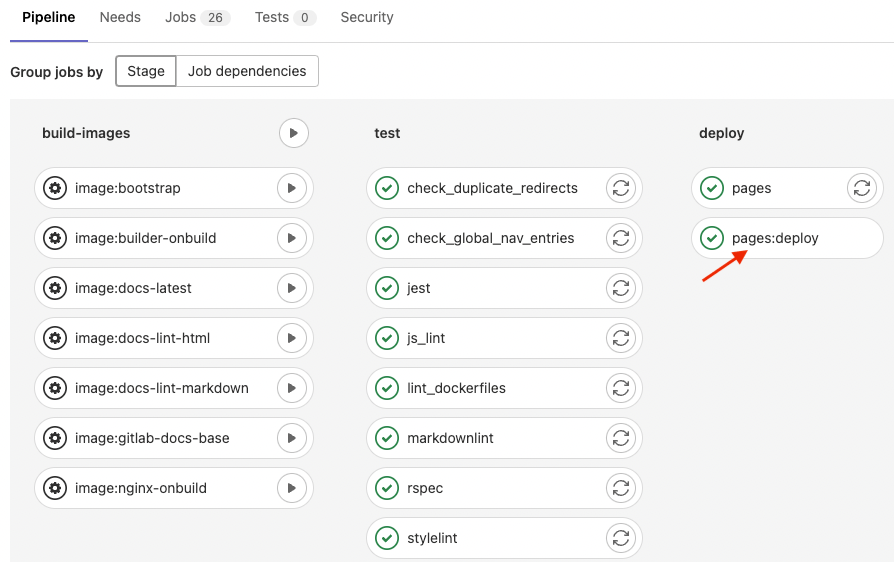 Pipeline Needs Jobs 26 Tests 0 Security
Group jobs by Stage Job dependencies
build-images
image:bootstrap
image:builder-onbuild
image:docs-latest
image:docs-lint-html
image:docs-lint-markdown
image:gitlab-docs-base
image:nginx-onbuild
test
check_duplicate_redirects
check_global_nav_entries
jest
js_lint
lint_dockerfiles
markdownlint
rspec
stylelint
deploy
pages
pages:deploy